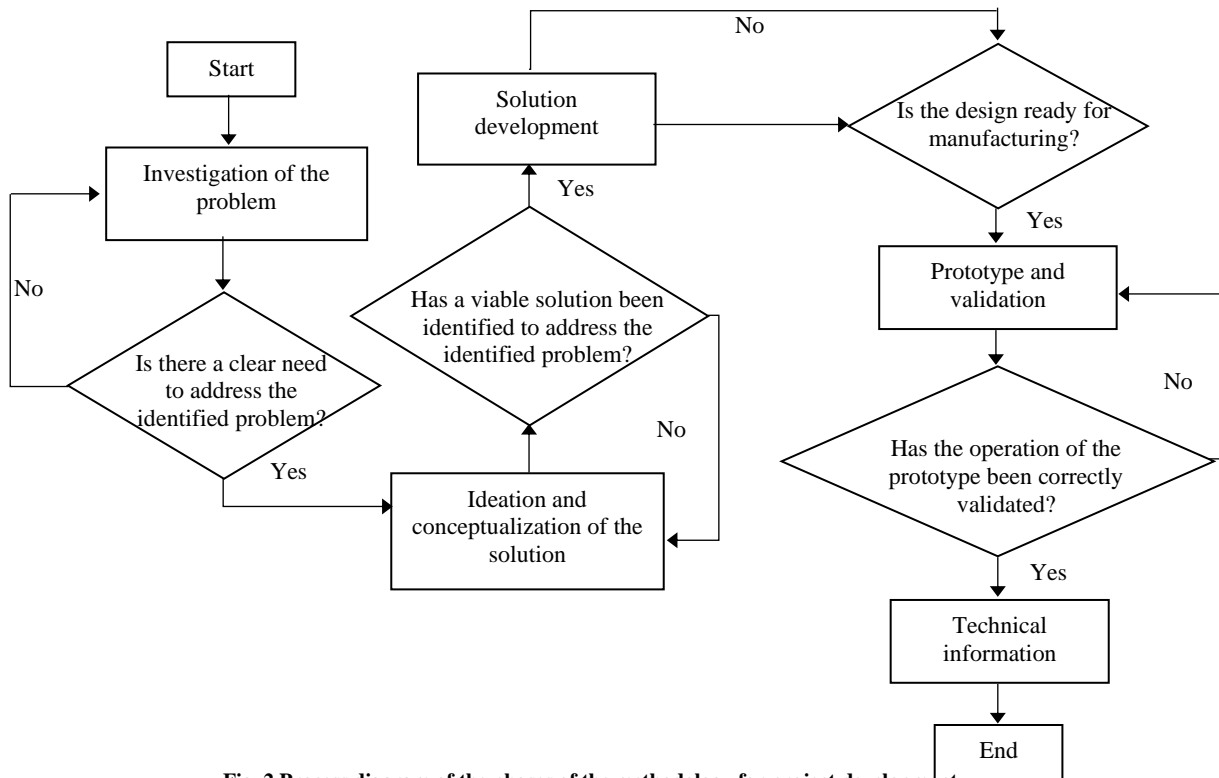 Start
Investigation of the
problem
No
Is there a clear need
to address the
identified problem?
Yes
Ideation and
conceptualization of the
solution
Has a viable solution been
identified to address the
identified problem?
No
Yes
Solution
development
No
Is the design ready for
manufacturing?
Yes
Prototype and
validation
Has the operation of the
prototype been correctly
validated?
No
Yes
Technical
information
End